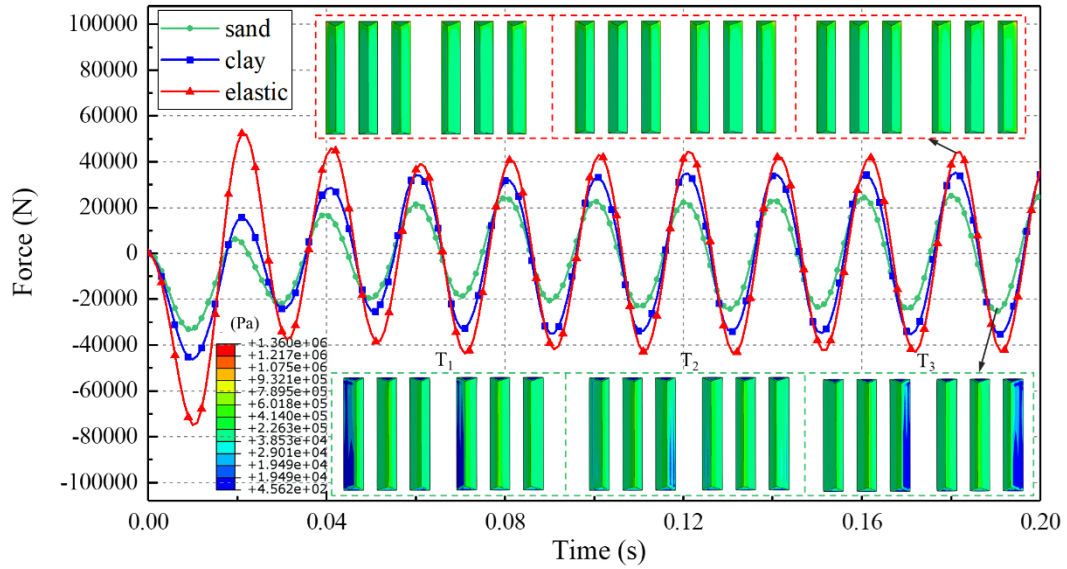 100000
80000
60000
40000
20000
0
-20000
-40000
-60000
-80000
-100000
Force (N)
sand
clay
elastic
(Pa)
+1.360e+06
+1.217e+06
+1.075e+06
+9.321e+05
+7.895e+05
+6.018e+05
+4.140e+05
+2.263e+05
+3.853e+04
+2.901e+04
+1.949e+04
+1.949e+04
+4.562e+02
T1
T2
T3
0.00
0.04
0.08
0.12
0.16
0.20
Time (s)